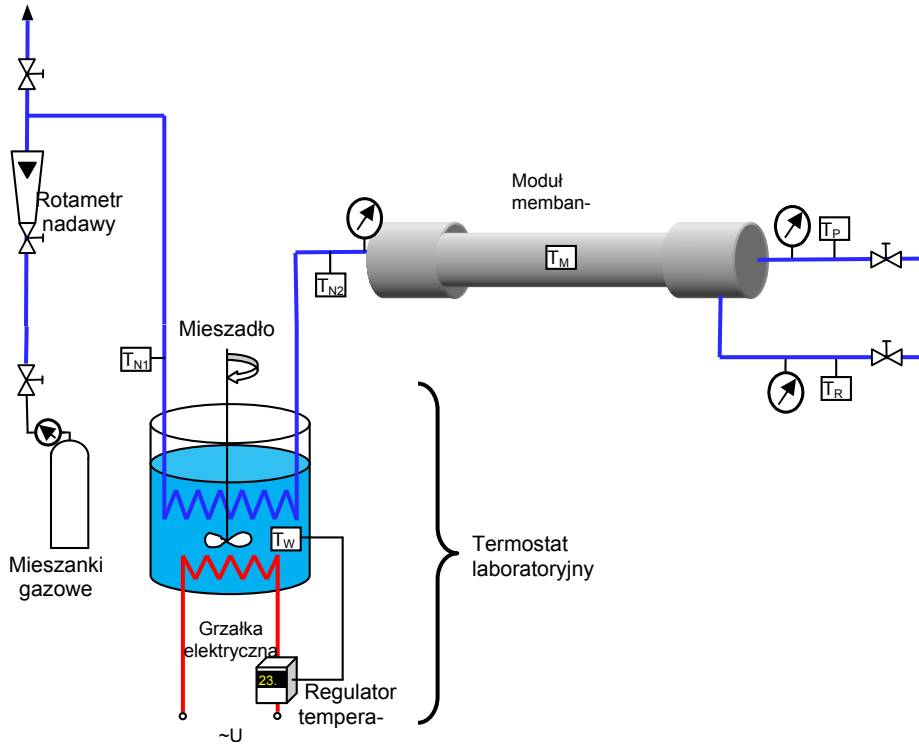 Rotametr
nadawy
Moduł
memban-
T_P
T_M
T_N2
Mieszadło
T_N1
T_R
T_W
Termostat
laboratoryjny
Mieszanki
gazowe
Grzałka
elektryczna
23.
Regulator
tempera-
~U